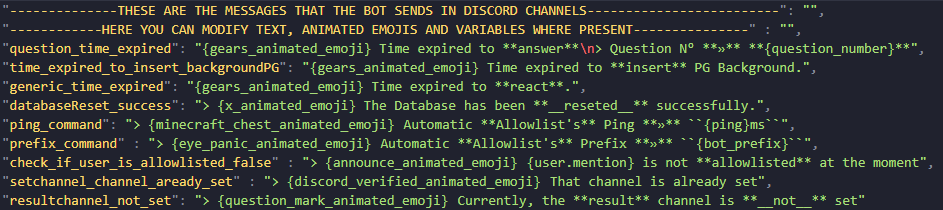 "--------------THESE ARE THE MESSAGES THAT THE BOT SENDS IN DISCORD CHANNELS-------------------------": "",
"------------HERE YOU CAN MODIFY TEXT, ANIMATED EMOJIS AND VARIABLES WHERE PRESENT---------------" : "",
"question_time_expired": "{gears_animated_emoji} Time expired to **answer**\n> Question Nº **»** **{question_number}**",
"time_expired_to_insert_backgroundPG": "{gears_animated_emoji} Time expired to **insert** PG Background.",
"generic_time_expired": "{gears_animated_emoji} Time expired to **react**.",
"databaseReset_success": "> {x_animated_emoji} The Database has been **__reseted__** successfully.",
"ping_command": "> {minecraft_chest_animated_emoji} Automatic **Allowlist's** Ping **»** ``{ping}ms``",
"prefix_command" : "> {eye_panic_animated_emoji} Automatic **Allowlist's** Prefix **»** ``{bot_prefix}``",
"check_if_user_is_allowlisted_false" : "> {announce_animated_emoji} {user.mention} is not **allowlisted** at the moment",
"setchannel_channel_aready_set" : "> {discord_verified_animated_emoji} That channel is already set",
"resultchannel_not_set": "> {question_mark_animated_emoji} Currently, the **result** channel is **__not__** set"